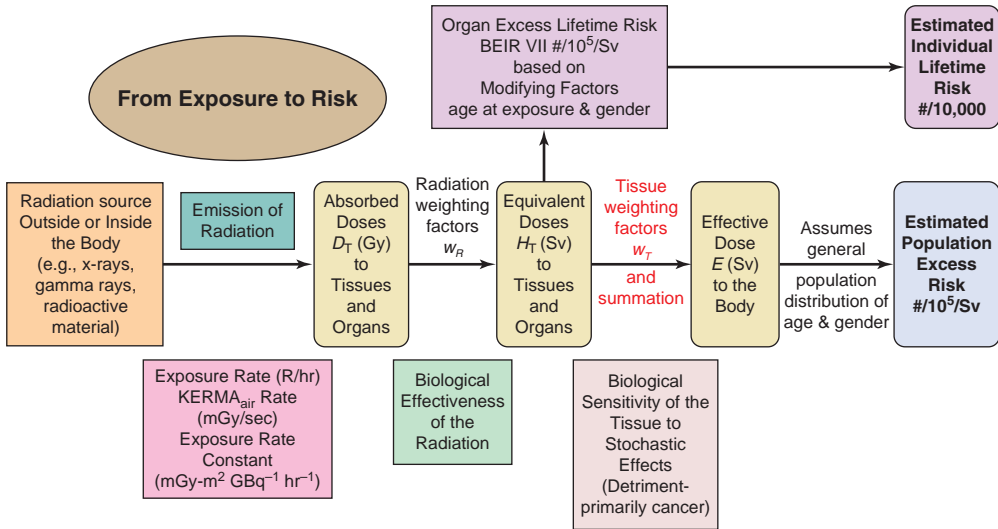 From Exposure to Risk
Organ Excess Lifetime Risk
BEIR VII #/10⁵/Sv
based on
Modifying Factors
age at exposure & gender
Estimated
Individual
Lifetime
Risk
#/10,000
Radiation source
Outside or Inside
the Body
(e.g., x-rays,
gamma rays,
radioactive
material)
Emission of
Radiation
Absorbed
Doses
D_T (Gy)
to
Tissues
and
Organs
Radiation
weighting
factors
w_R
Equivalent
Doses
H_T (Sv)
to
Tissues
and
Organs
Tissue
weighting
factors
w_T
and
summation
Effective
Dose
E (Sv)
to the
Body
Assumes
general
population
distribution of
age & gender
Estimated
Population
Excess
Risk
#/10⁵/Sv
Exposure Rate (R/hr)
KERMA_air Rate
(mGy/sec)
Exposure Rate
Constant
(mGy-m² GBq⁻¹ hr⁻¹)
Biological
Effectiveness
of the
Radiation
Biological
Sensitivity of the
Tissue to
Stochastic
Effects
(Detriment-
primarily cancer)